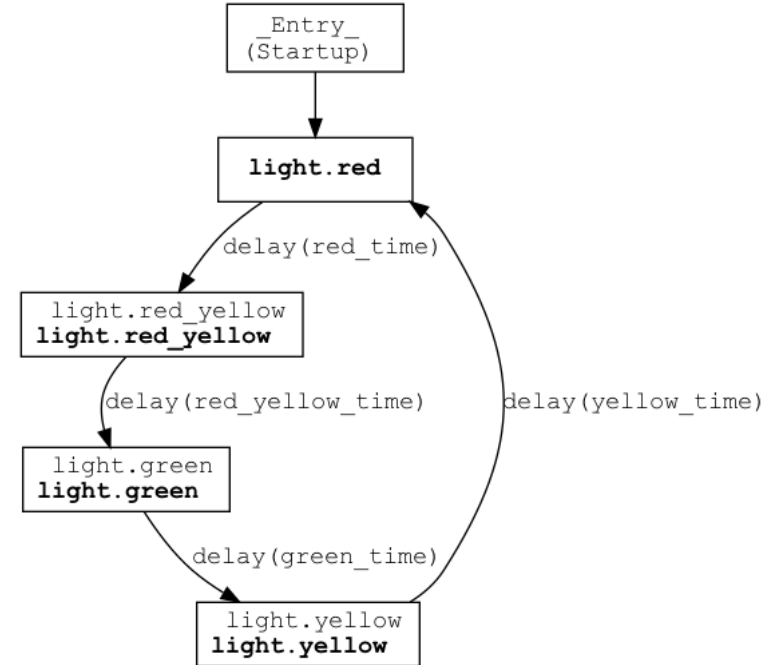 _Entry_
(Startup)
light.red
delay(red_time)
light.red_yellow
light.red_yellow
delay(red_yellow_time)
delay(yellow_time)
light.green
light.green
delay(green_time)
light.yellow
light.yellow